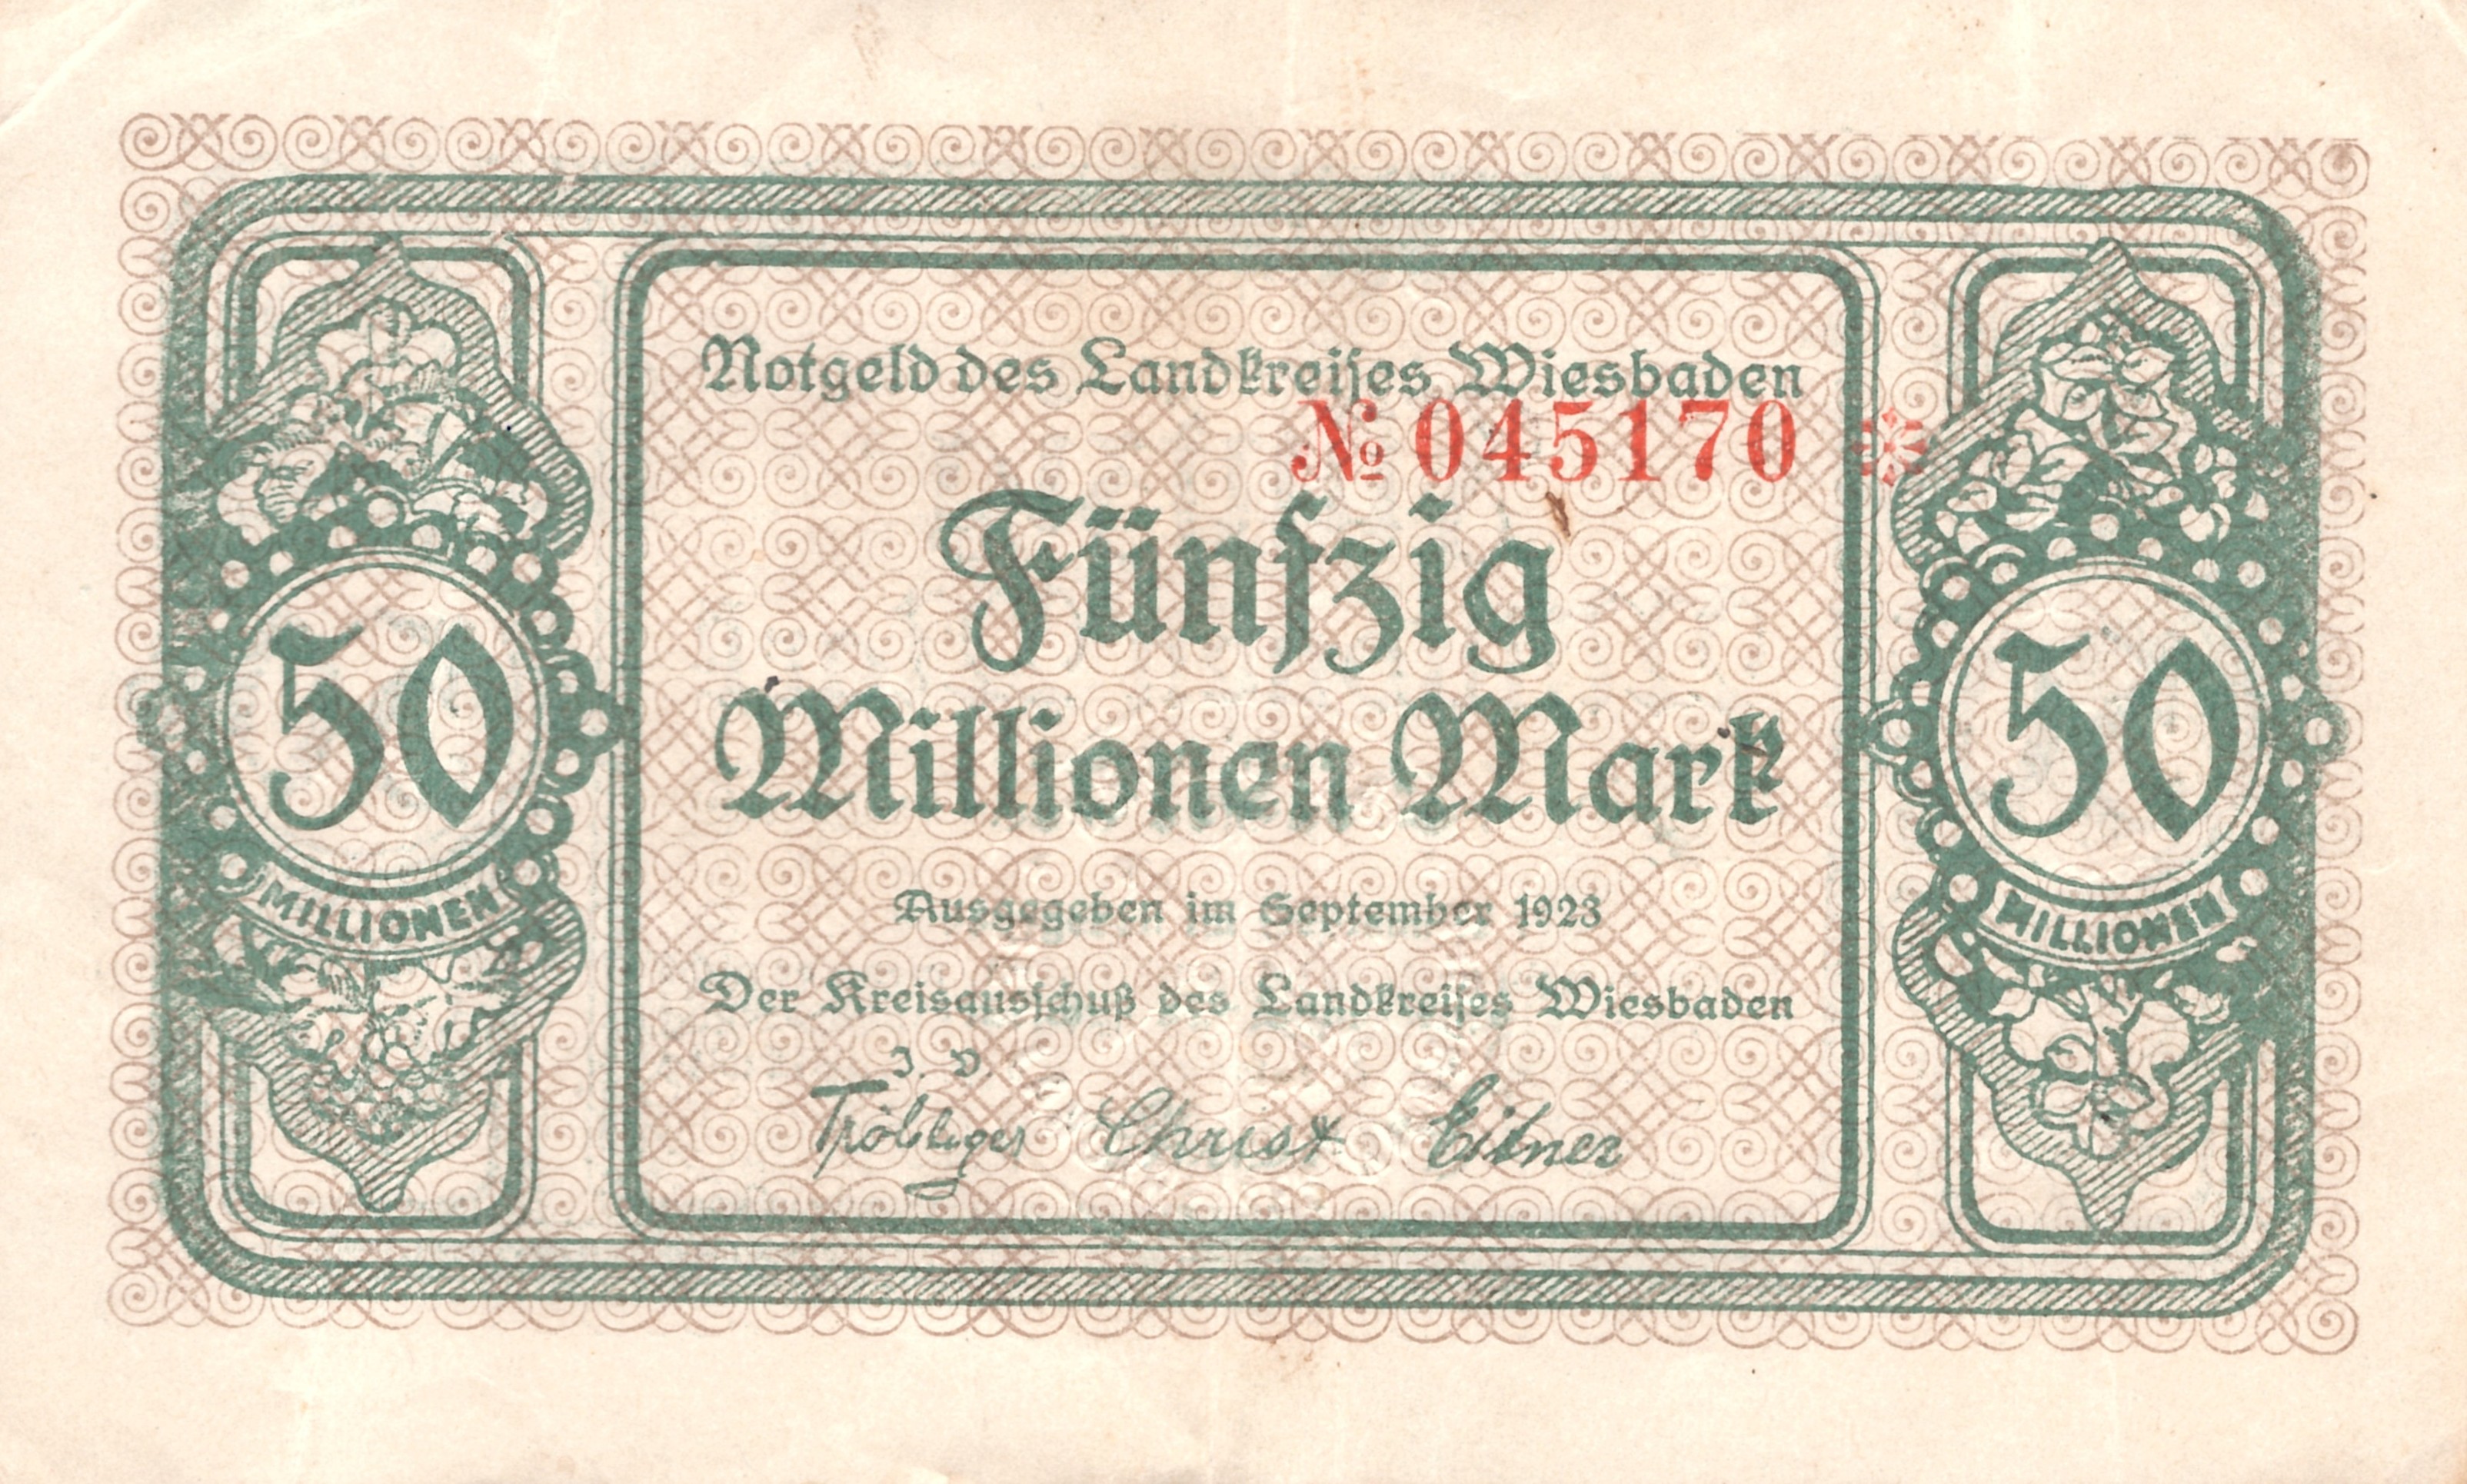 Notgeld des Landkreises Wiesbaden
№ 045170 *
Fünfzig
Millionen Mark
50
MILLIONEN
50
MILLIONEN
Ausgegeben im September 1923
Der Kreisausschuß des Landkreises Wiesbaden
J V
Christ Eitner